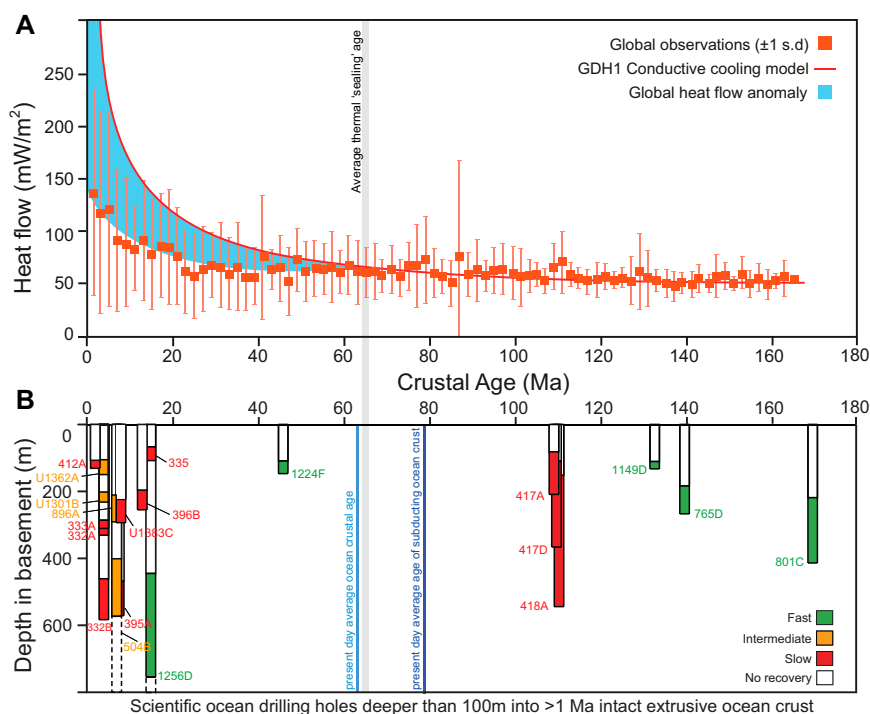 A
Global observations (±1 s.d)
GDH1 Conductive cooling model
Global heat flow anomaly
Average thermal 'sealing' age
Heat flow (mW/m²)
250
200
150
100
50
0
0 20 40 60 80 100 120 140 160 180
Crustal Age (Ma)
B
0 20 40 60 80 100 120 140 160 180
Depth in basement (m)
0
200
400
600
412A
U1362A
U1301B
896A
333A
332A
332B
335
396B
U1383C
395A
504B
1256D
1224F
present day average ocean crustal age
present day average age of subducting ocean crust
417A
417D
418A
1149D
765D
801C
Fast
Intermediate
Slow
No recovery
Scientific ocean drilling holes deeper than 100m into >1 Ma intact extrusive ocean crust